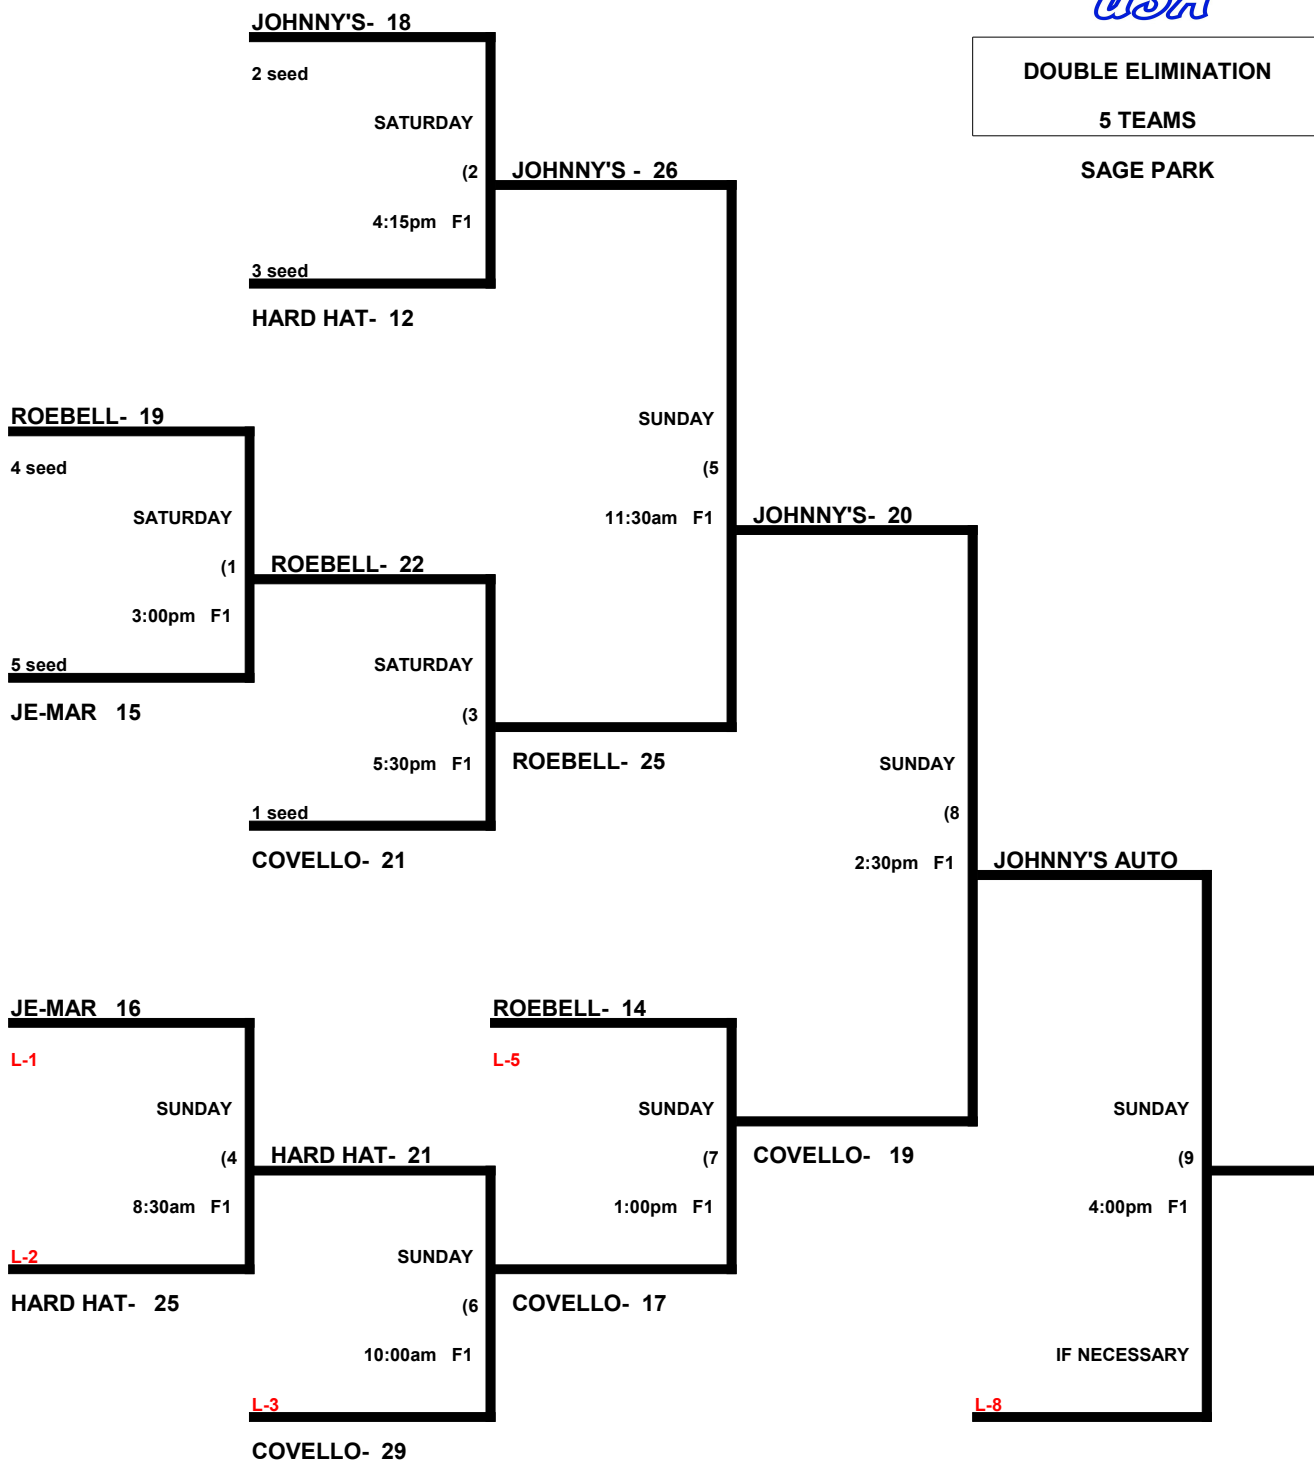 USA
DOUBLE ELIMINATION
5 TEAMS
SAGE PARK
JOHNNY'S- 18
2 seed
SATURDAY
(2
4:15pm F1
3 seed
HARD HAT- 12
JOHNNY'S - 26
ROEBELL- 19
4 seed
SATURDAY
(1
3:00pm F1
5 seed
JE-MAR 15
ROEBELL- 22
SATURDAY
(3
5:30pm F1
1 seed
COVELLO- 21
SUNDAY
(5
11:30am F1
ROEBELL- 25
JOHNNY'S- 20
SUNDAY
(8
2:30pm F1
JOHNNY'S AUTO
JE-MAR 16
L-1
SUNDAY
(4
8:30am F1
L-2
HARD HAT- 25
HARD HAT- 21
SUNDAY
(6
10:00am F1
L-3
COVELLO- 29
ROEBELL- 14
L-5
SUNDAY
(7
1:00pm F1
COVELLO- 17
COVELLO- 19
SUNDAY
(9
4:00pm F1
IF NECESSARY
L-8